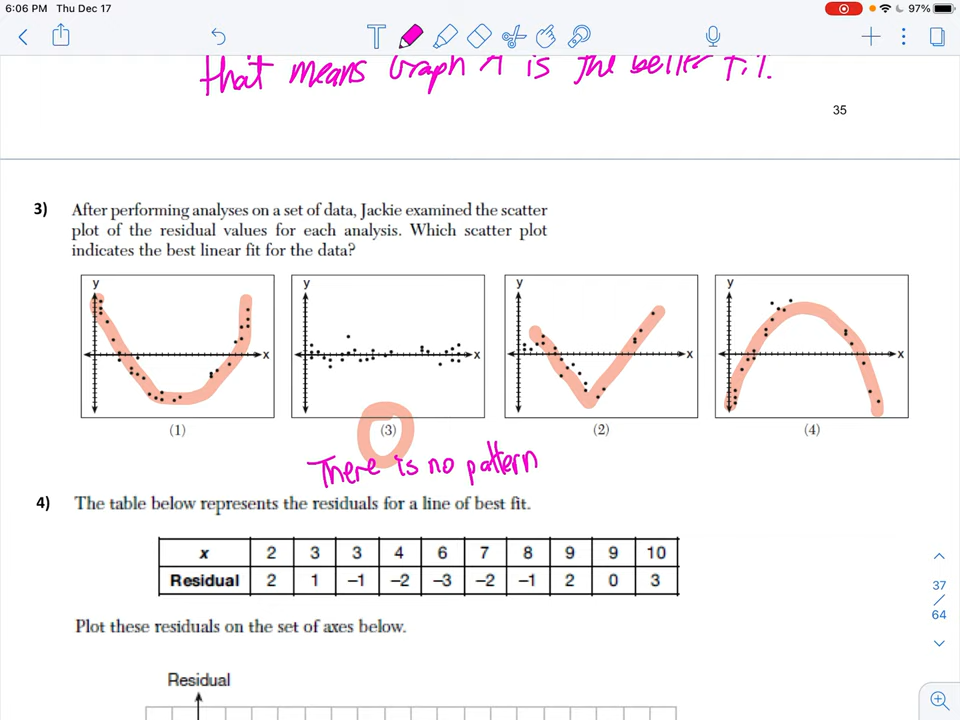 6:06 PM Thu Dec 17
97%
T
that means Graph A is the better fit.
35
3) After performing analyses on a set of data, Jackie examined the scatter
plot of the residual values for each analysis. Which scatter plot
indicates the best linear fit for the data?
y y y y
x x x x
(1) (3) (2) (4)
There is no pattern
4) The table below represents the residuals for a line of best fit.
x 2 3 3 4 6 7 8 9 9 10
Residual 2 1 –1 –2 –3 –2 –1 2 0 3
Plot these residuals on the set of axes below.
Residual
37
/
64